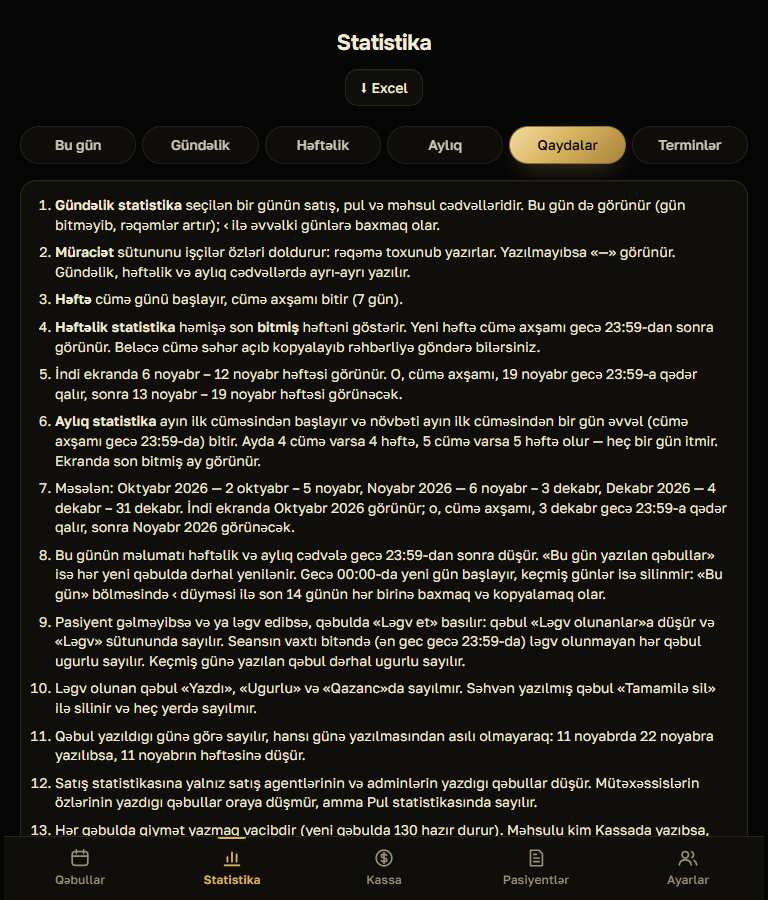 Statistika
⬇ Excel
Bu gün
Gündəlik
Həftəlik
Aylıq
Qaydalar
Terminlər
1. Gündəlik statistika seçilən bir günün satış, pul və məhsul cədvəlləridir. Bu gün də görünür (gün
bitməyib, rəqəmlər artır); ‹ ilə əvvəlki günlərə baxmaq olar.
2. Müraciət sütununu işçilər özləri doldurur: rəqəmə toxunub yazırlar. Yazılmayıbsa «—» görünür.
Gündəlik, həftəlik və aylıq cədvəllərdə ayrı-ayrı yazılır.
3. Həftə cümə günü başlayır, cümə axşamı bitir (7 gün).
4. Həftəlik statistika həmişə son bitmiş həftəni göstərir. Yeni həftə cümə axşamı gecə 23:59-dan sonra
görünür. Beləcə cümə səhər açıb kopyalayıb rəhbərliyə göndərə bilərsiniz.
5. İndi ekranda 6 noyabr – 12 noyabr həftəsi görünür. O, cümə axşamı, 19 noyabr gecə 23:59-a qədər
qalır, sonra 13 noyabr – 19 noyabr həftəsi görünəcək.
6. Aylıq statistika ayın ilk cüməsindən başlayır və növbəti ayın ilk cüməsindən bir gün əvvəl (cümə
axşamı gecə 23:59-da) bitir. Ayda 4 cümə varsa 4 həftə, 5 cümə varsa 5 həftə olur — heç bir gün itmir.
Ekranda son bitmiş ay görünür.
7. Məsələn: Oktyabr 2026 — 2 oktyabr – 5 noyabr, Noyabr 2026 — 6 noyabr – 3 dekabr, Dekabr 2026 — 4
dekabr – 31 dekabr. İndi ekranda Oktyabr 2026 görünür; o, cümə axşamı, 3 dekabr gecə 23:59-a qədər
qalır, sonra Noyabr 2026 görünəcək.
8. Bu günün məlumatı həftəlik və aylıq cədvələ gecə 23:59-dan sonra düşür. «Bu gün yazılan qəbullar»
isə hər yeni qəbulda dərhal yenilənir. Gecə 00:00-da yeni gün başlayır, keçmiş günlər isə silinmir: «Bu
gün» bölməsində ‹ düyməsi ilə son 14 günün hər birinə baxmaq və kopyalamaq olar.
9. Pasiyent gəlməyibsə və ya ləğv edibsə, qəbulda «Ləğv et» basılır: qəbul «Ləğv olunanlar»a düşür və
«Ləğv» sütununda sayılır. Seansın vaxtı bitəndə (ən gec gecə 23:59-da) ləğv olunmayan hər qəbul
uğurlu sayılır. Keçmiş günə yazılan qəbul dərhal uğurlu sayılır.
10. Ləğv olunan qəbul «Yazdı», «Uğurlu» və «Qazanc»da sayılmır. Səhvən yazılmış qəbul «Tamamilə sil»
ilə silinir və heç yerdə sayılmır.
11. Qəbul yazıldığı günə görə sayılır, hansı günə yazılmasından asılı olmayaraq: 11 noyabrda 22 noyabra
yazılıbsa, 11 noyabrın həftəsinə düşür.
12. Satış statistikasına yalnız satış agentlərinin və adminlərin yazdığı qəbullar düşür. Mütəxəssislərin
özlərinin yazdığı qəbullar oraya düşmür, amma Pul statistikasında sayılır.
13. Hər qəbulda qiymət yazmaq vacibdir (yeni qəbulda 130 hazır durur). Məhsulu kim Kassada yazıbsa,
Qəbullar
Statistika
Kassa
Pasiyentlər
Ayarlar